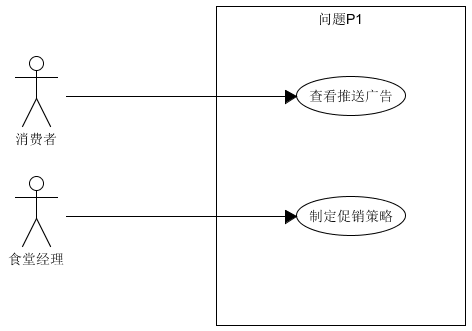 问题P1
查看推送广告
消费者
制定促销策略
食堂经理